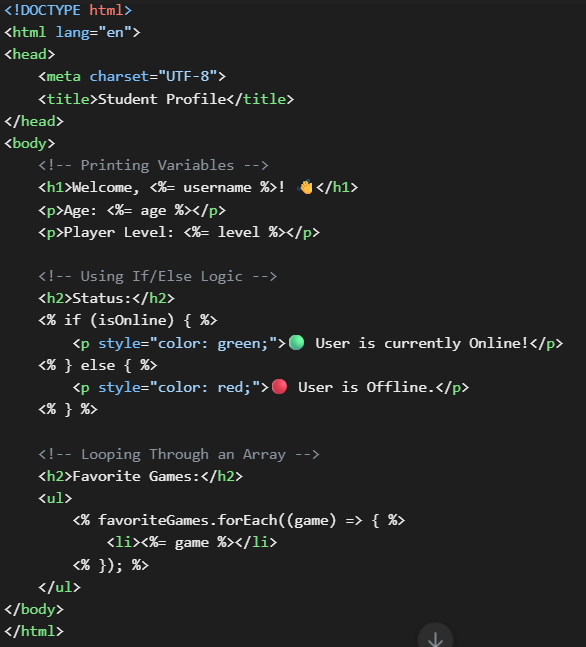 <!DOCTYPE html>
<html lang="en">
<head>
    <meta charset="UTF-8">
    <title>Student Profile</title>
</head>
<body>
    <!-- Printing Variables -->
    <h1>Welcome, <%= username %>! 👋</h1>
    <p>Age: <%= age %></p>
    <p>Player Level: <%= level %></p>

    <!-- Using If/Else Logic -->
    <h2>Status:</h2>
    <% if (isOnline) { %>
        <p style="color: green;">🟢 User is currently Online!</p>
    <% } else { %>
        <p style="color: red;">🔴 User is Offline.</p>
    <% } %>

    <!-- Looping Through an Array -->
    <h2>Favorite Games:</h2>
    <ul>
        <% favoriteGames.forEach((game) => { %>
            <li><%= game %></li>
        <% }); %>
    </ul>
</body>
</html>